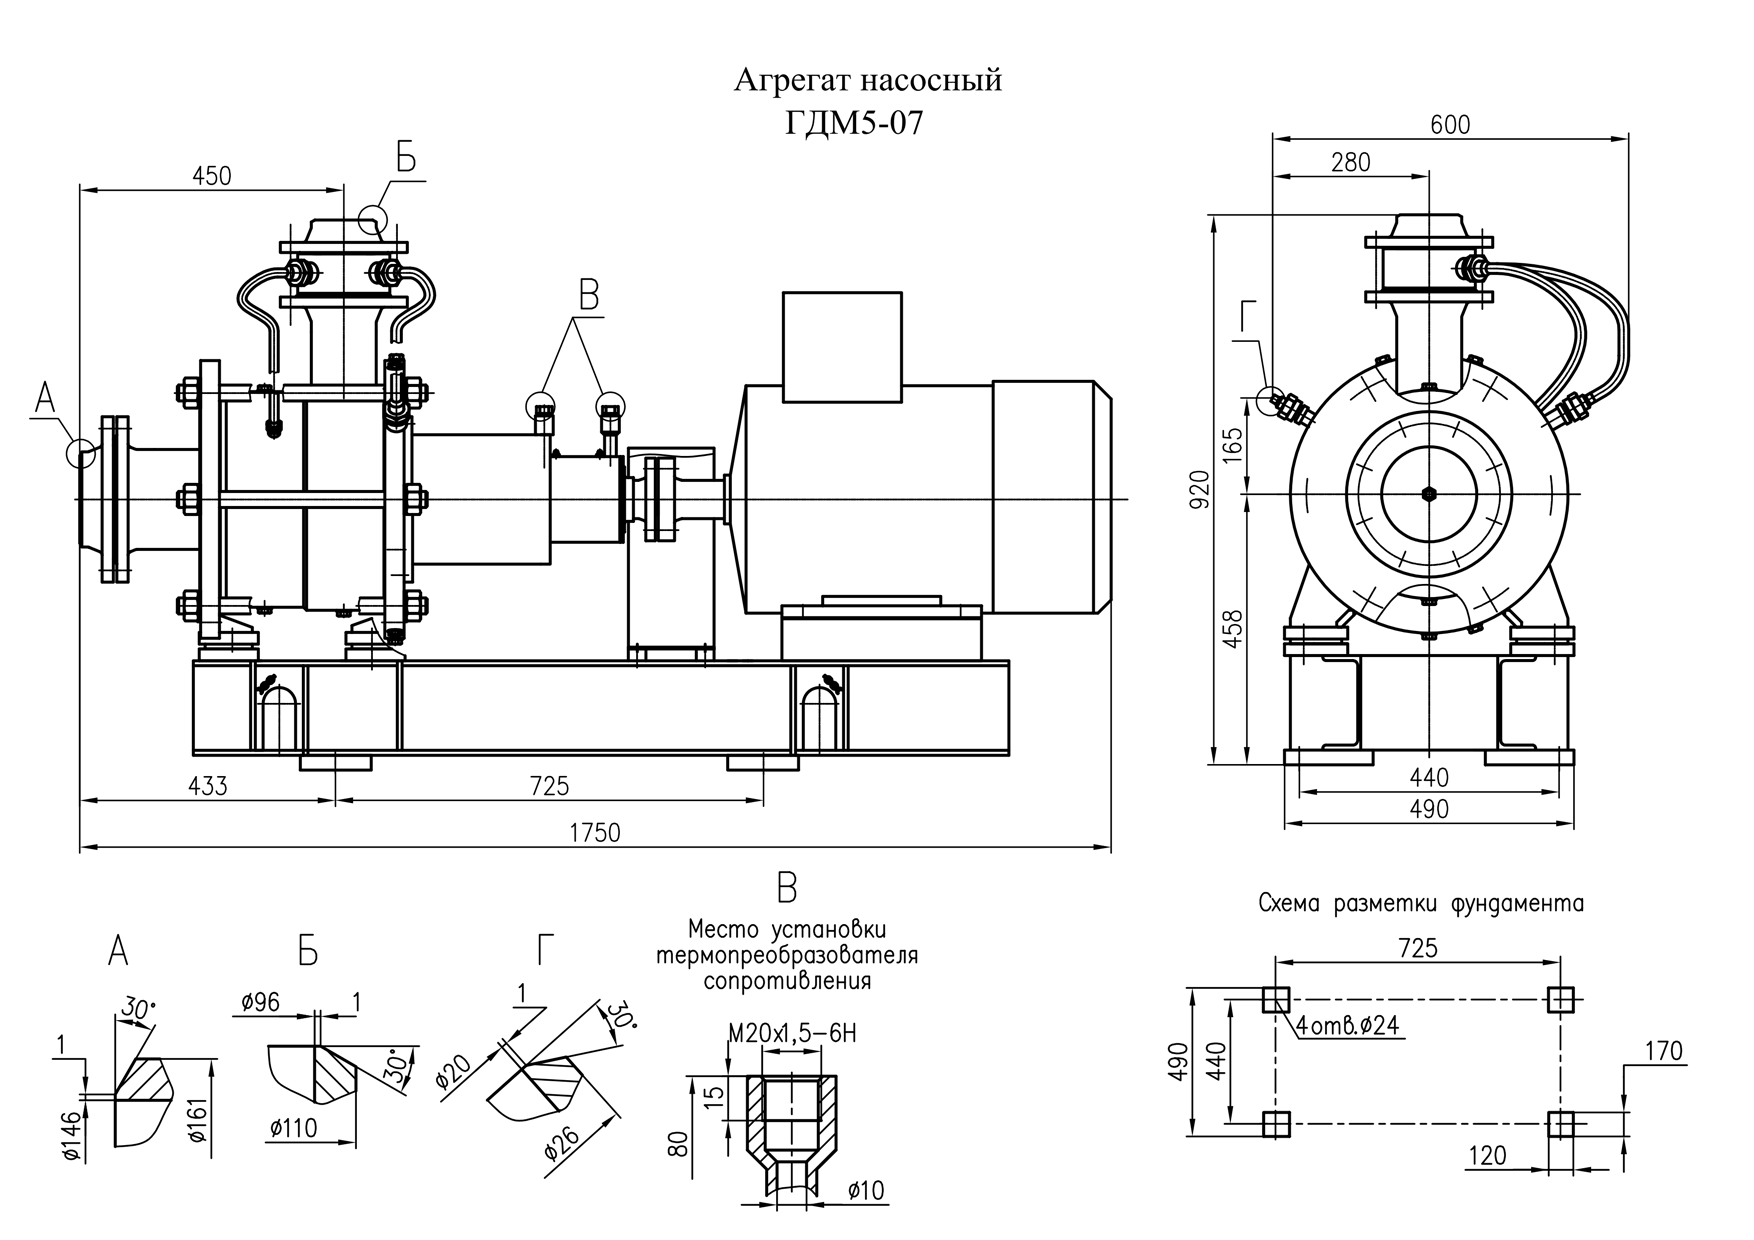 Агрегат насосный
ГДМ5-07
450
Б
А
В
433
725
1750
600
280
Г
920
165
458
440
490
А
30°
1
ø146
ø161
Б
ø96
1
30°
ø110
Г
1
30°
ø20
ø26
В
Место установки
термопреобразователя
сопротивления
М20х1,5-6Н
15
80
ø10
Схема разметки фундамента
725
4отв.ø24
490
440
170
120